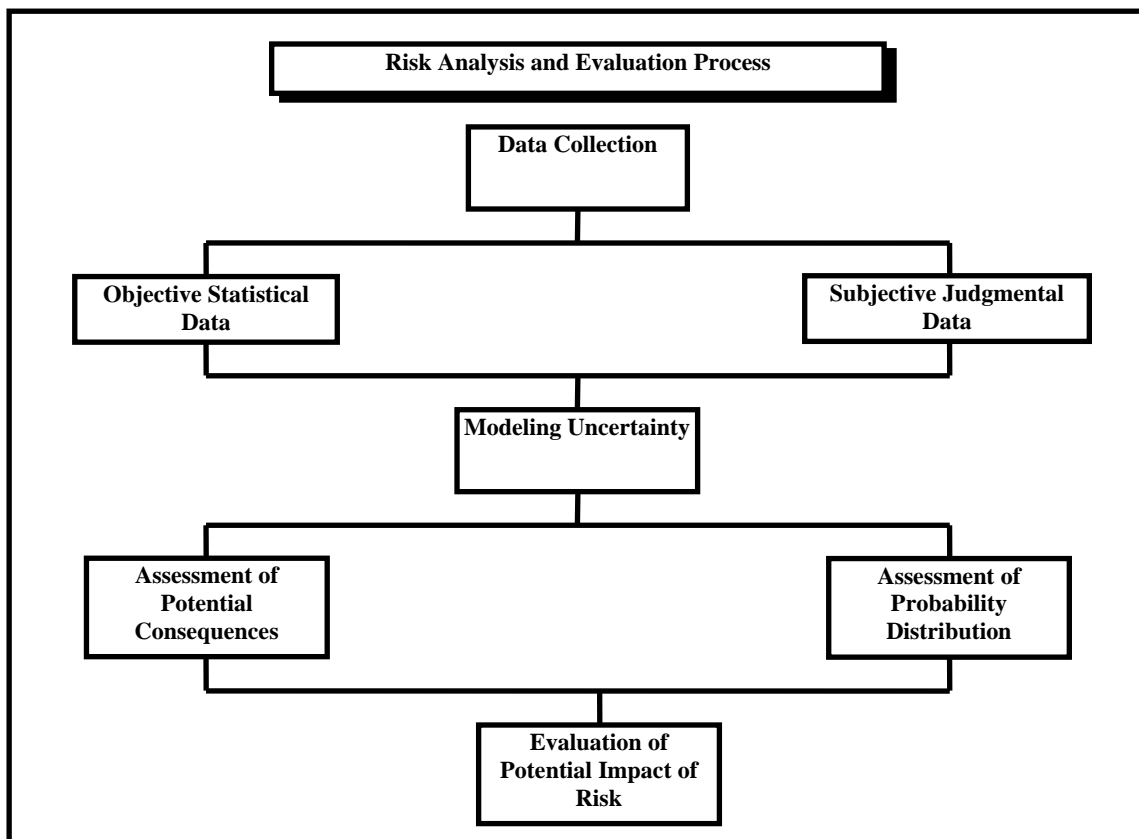 Risk Analysis and Evaluation Process
Data Collection
Objective Statistical
Data
Subjective Judgmental
Data
Modeling Uncertainty
Assessment of
Potential
Consequences
Assessment of
Probability
Distribution
Evaluation of
Potential Impact of
Risk